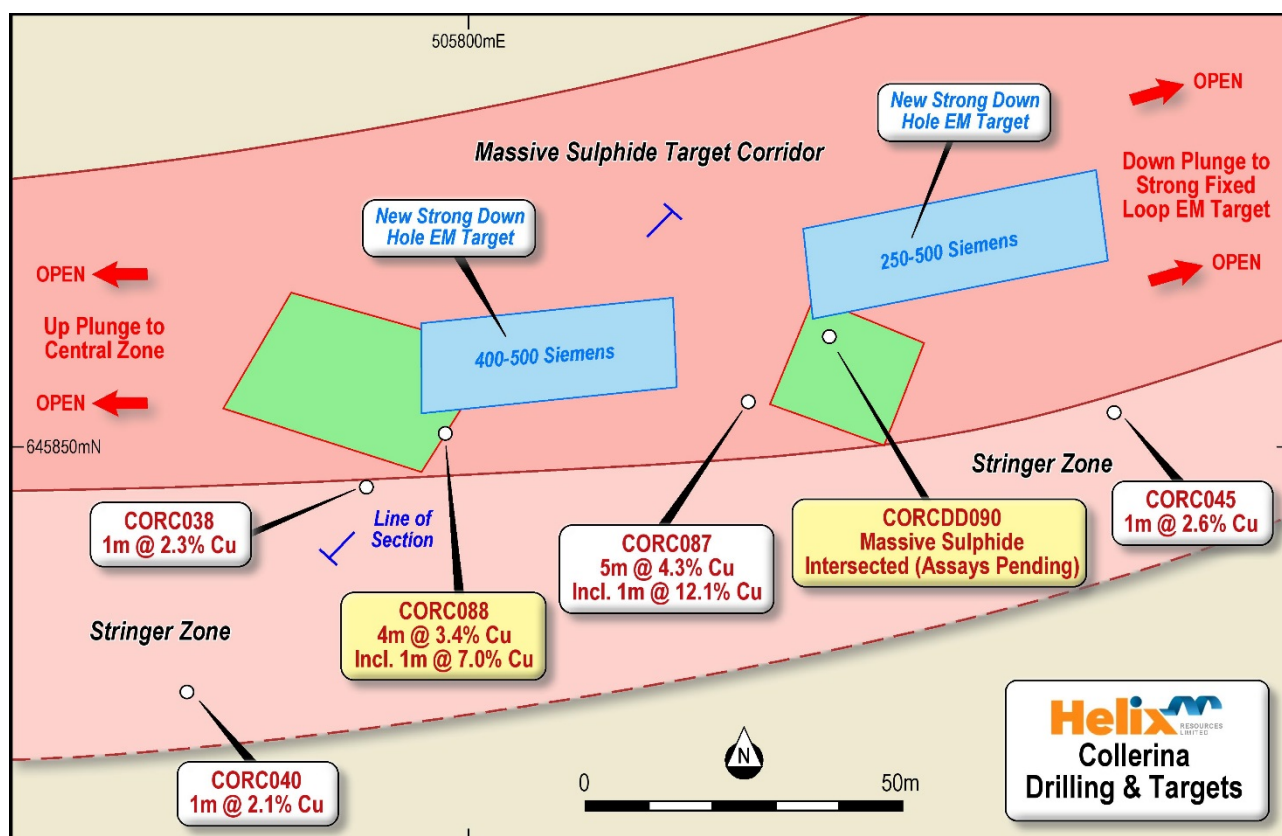 505800mE
New Strong Down
Hole EM Target
OPEN
Massive Sulphide Target Corridor
Down Plunge to
Strong Fixed
Loop EM Target
New Strong Down
Hole EM Target
250-500 Siemens
OPEN
OPEN
Up Plunge to
Central Zone
400-500 Siemens
OPEN
645850mN
Stringer Zone
CORC038
1m @ 2.3% Cu
Line of
Section
CORC087
5m @ 4.3% Cu
Incl. 1m @ 12.1% Cu
CORCDD090
Massive Sulphide
Intersected (Assays Pending)
CORC045
1m @ 2.6% Cu
CORC088
4m @ 3.4% Cu
Incl. 1m @ 7.0% Cu
Stringer Zone
CORC040
1m @ 2.1% Cu
N
0 50m
Helix
RESOURCES
LIMITED
Collerina
Drilling & Targets